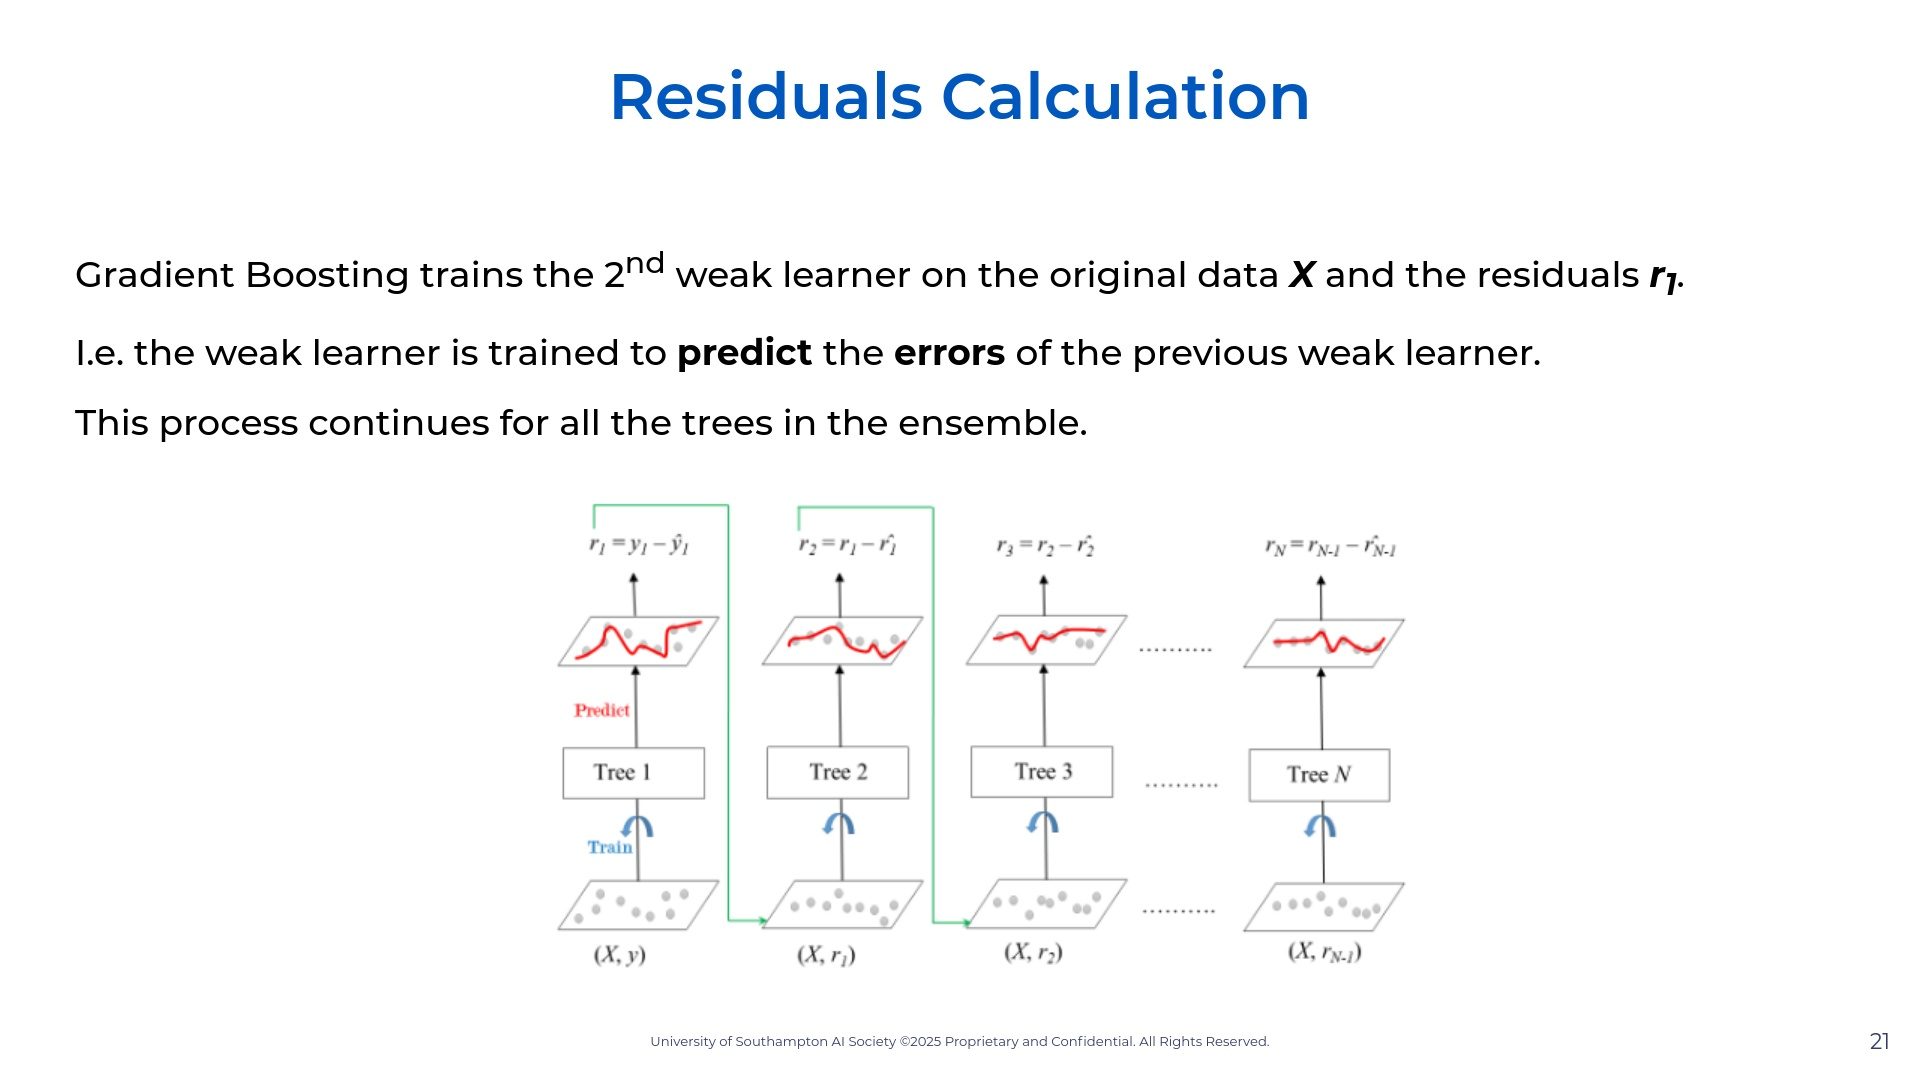 Residuals Calculation
Gradient Boosting trains the 2nd weak learner on the original data X and the residuals r1.
I.e. the weak learner is trained to predict the errors of the previous weak learner.
This process continues for all the trees in the ensemble.
r1 = y1 − ŷ1
r2 = r1 − r̂1
r3 = r2 − r̂2
rN = rN-1 − r̂N-1
..........
Predict
Tree 1
Tree 2
Tree 3
..........
Tree N
Train
..........
(X, y)
(X, r1)
(X, r2)
(X, rN-1)
University of Southampton AI Society ©2025 Proprietary and Confidential. All Rights Reserved.
21